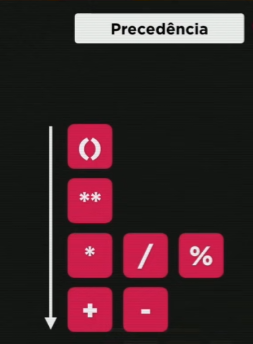 Precedência
()
**
* / %
+ -